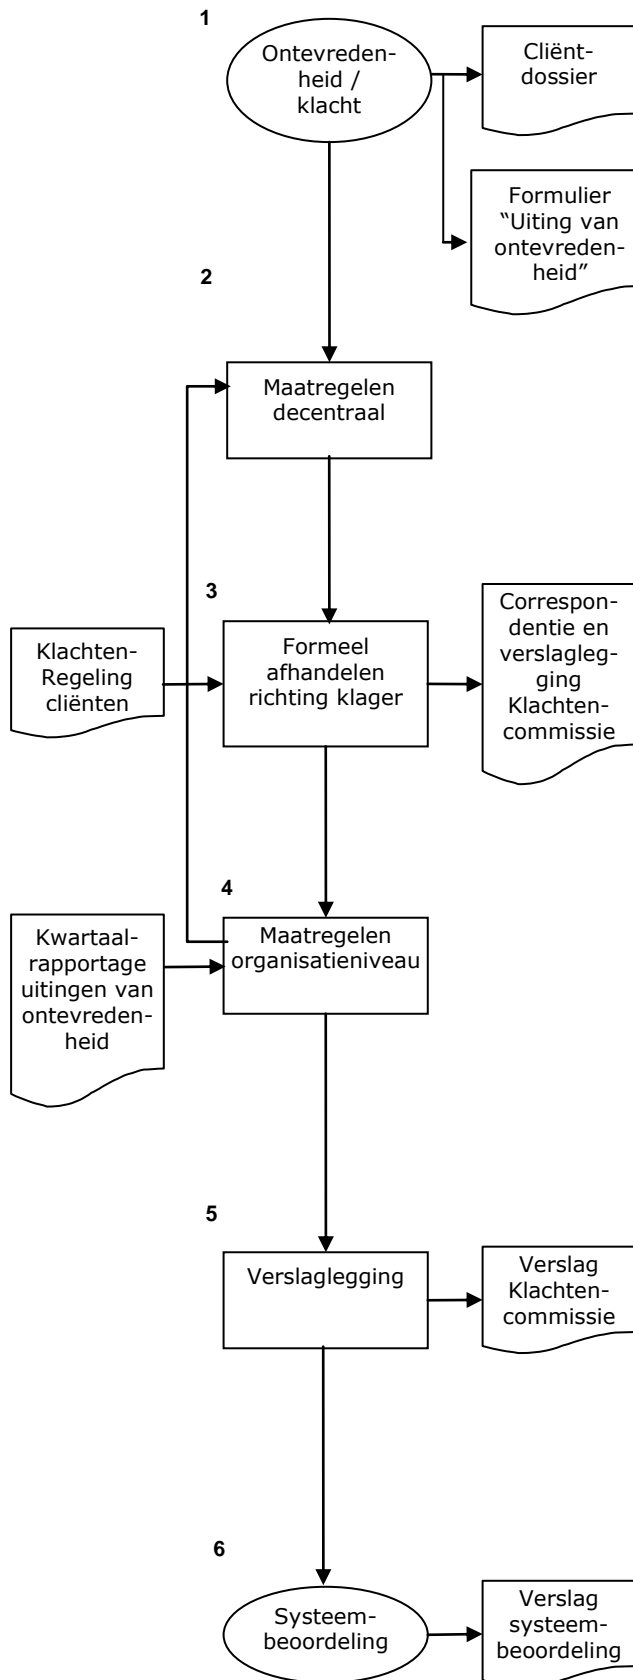 1
Ontevreden-
heid /
klacht
Cliënt-
dossier
Formulier
“Uiting van
ontevreden-
heid”
2
Maatregelen
decentraal
3
Klachten-
Regeling
cliënten
Formeel
afhandelen
richting klager
Correspon-
dentie en
verslagleg-
gging
Klachten-
commissie
4
Kwartaal-
rapportage
uitingen van
ontevreden-
heid
Maatregelen
organisatieniveau
5
Verslaglegging
Verslag
Klachten-
commissie
6
Systeem-
beoordeling
Verslag
systeem-
beoordeling